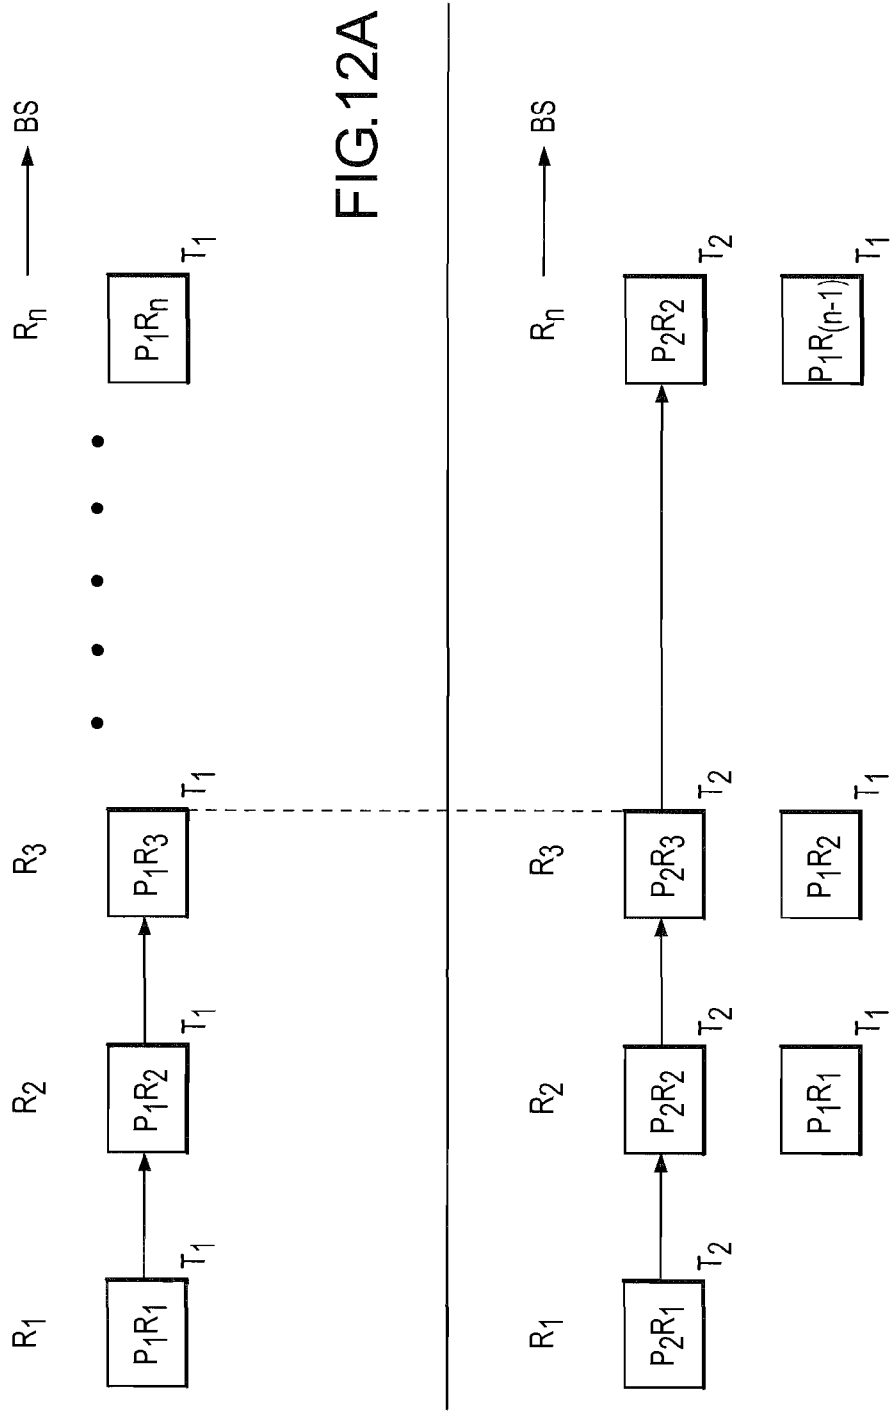 R1 R2 R3 Rn BS
P1R1 P1R2 P1R3 P1Rn
T1 T1 T1 T1
FIG.12A
R1 R2 R3 Rn BS
P2R1 P2R2 P2R3 P2R2
T2 T2 T2 T2
P1R1 P1R2 P1R(n-1)
T1 T1 T1